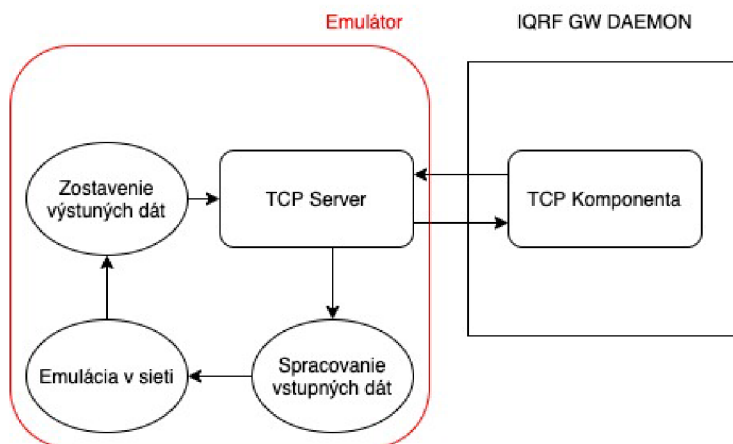 Emulátor
IQRF GW DAEMON
Zostavenie
výstuných dát
TCP Server
TCP Komponenta
Emulácia v sieti
Spracovanie
vstupných dát